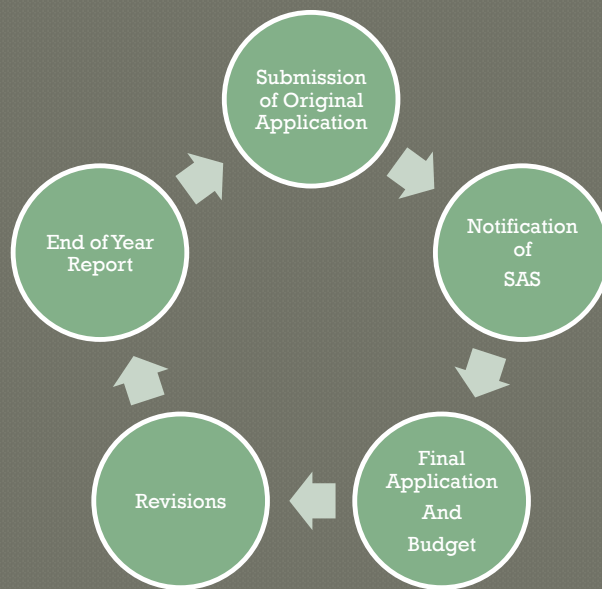 Submission
of Original
Application
Notification
of
SAS
Final
Application
And
Budget
Revisions
End of Year
Report